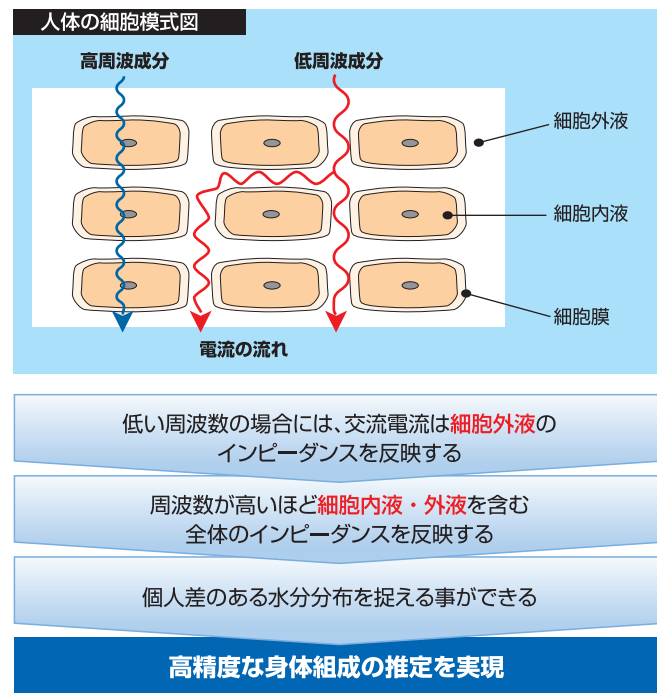 人体の細胞模式図
高周波成分
低周波成分
細胞外液
細胞内液
細胞膜
電流の流れ
低い周波数の場合には、交流電流は細胞外液の
インピーダンスを反映する
周波数が高いほど細胞内液・外液を含む
全体のインピーダンスを反映する
個人差のある水分分布を捉える事ができる
高精度な身体組成の推定を実現